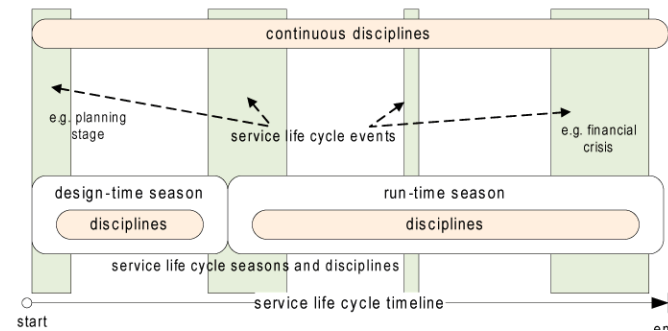 continuous disciplines
e.g. planning
stage
service life cycle events
e.g. financial
crisis
design-time season
run-time season
disciplines
disciplines
service life cycle seasons and disciplines
service life cycle timeline
start